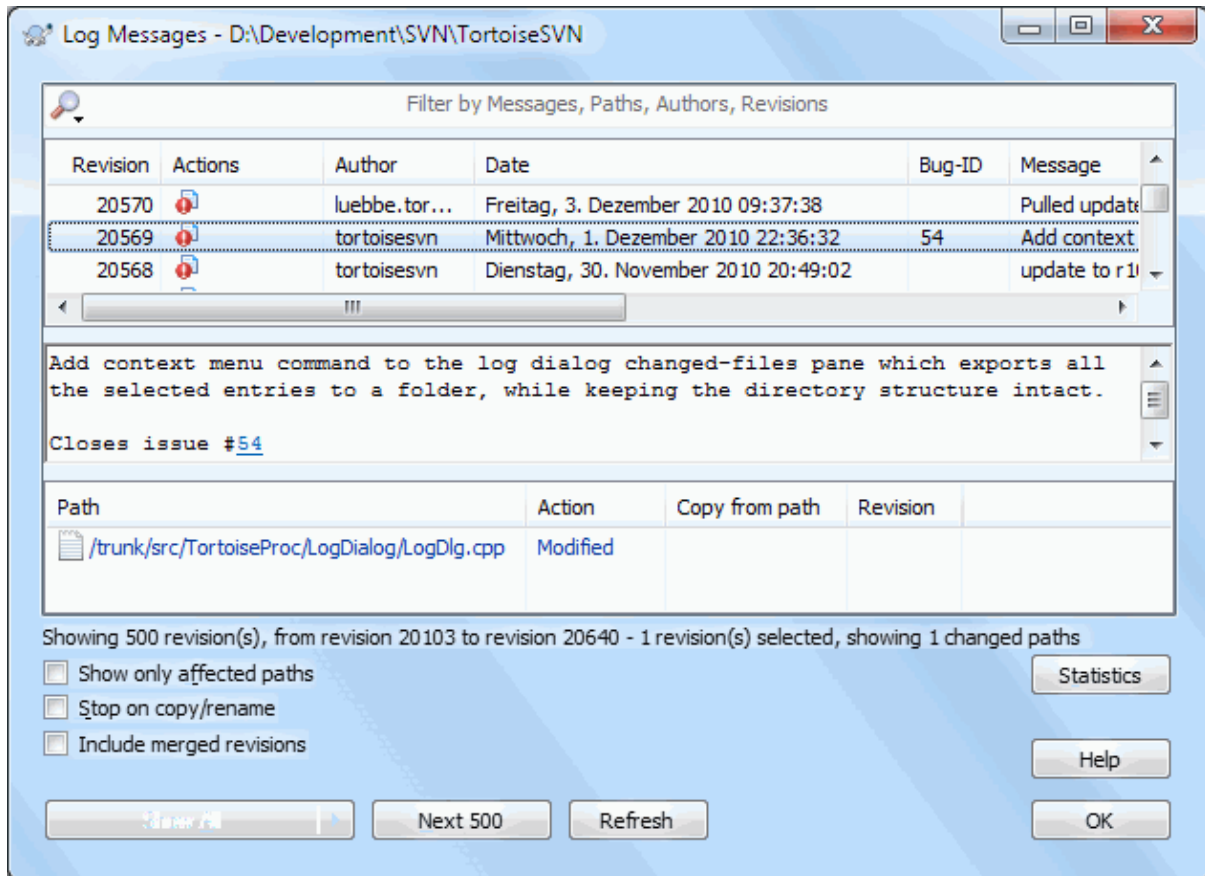 Log Messages - D:\Development\SVN\TortoiseSVN
Filter by Messages, Paths, Authors, Revisions
Revision Actions Author Date Bug-ID Message
20570 luebbe.tor... Freitag, 3. Dezember 2010 09:37:38 Pulled update
20569 tortoisesvn Mittwoch, 1. Dezember 2010 22:36:32 54 Add context
20568 tortoisesvn Dienstag, 30. November 2010 20:49:02 update to
Add context menu command to the log dialog changed-files pane which exports all
the selected entries to a folder, while keeping the directory structure intact.
Closes issue #54
Path Action Copy from path Revision
/trunk/src/TortoiseProc/LogDialog/LogDlg.cpp Modified
Showing 500 revision(s), from revision 20103 to revision 20640 - 1 revision(s) selected, showing 1 changed paths
Show only affected paths
Statistics
Stop on copy/rename
Include merged revisions
Help
Next 500 Refresh OK